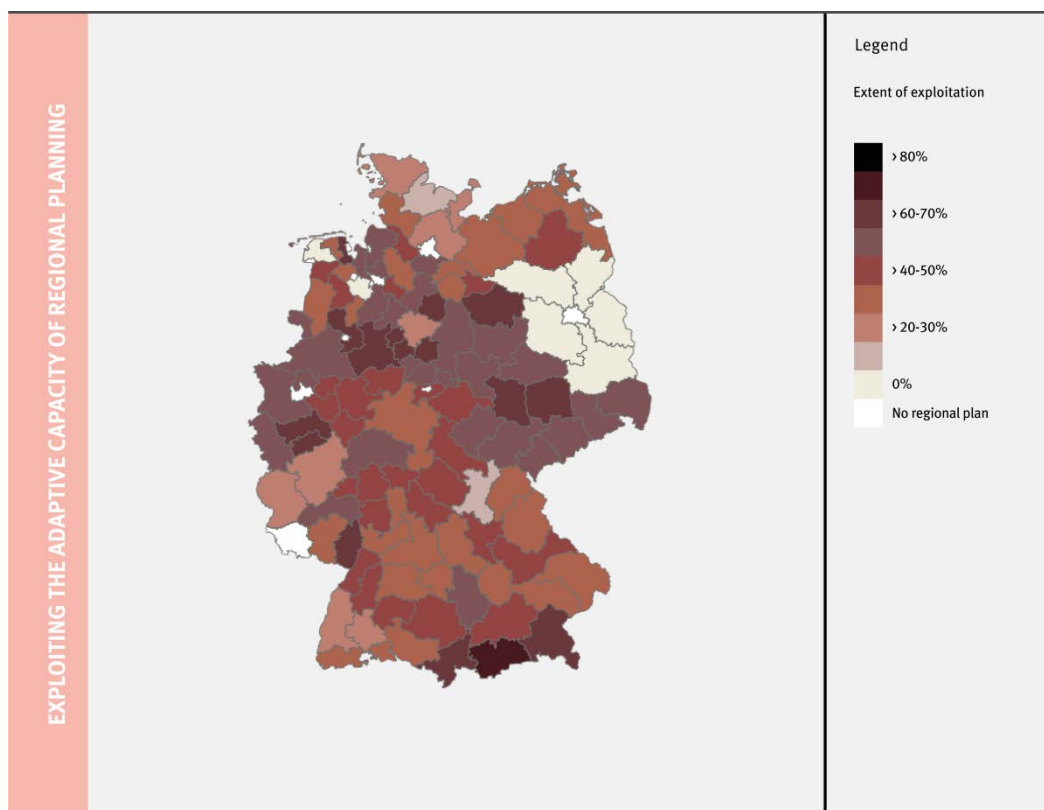 EXPLOITING THE ADAPTIVE CAPACITY OF REGIONAL PLANNING
Legend
Extent of exploitation
› 80%
› 60-70%
› 40-50%
› 20-30%
0%
No regional plan